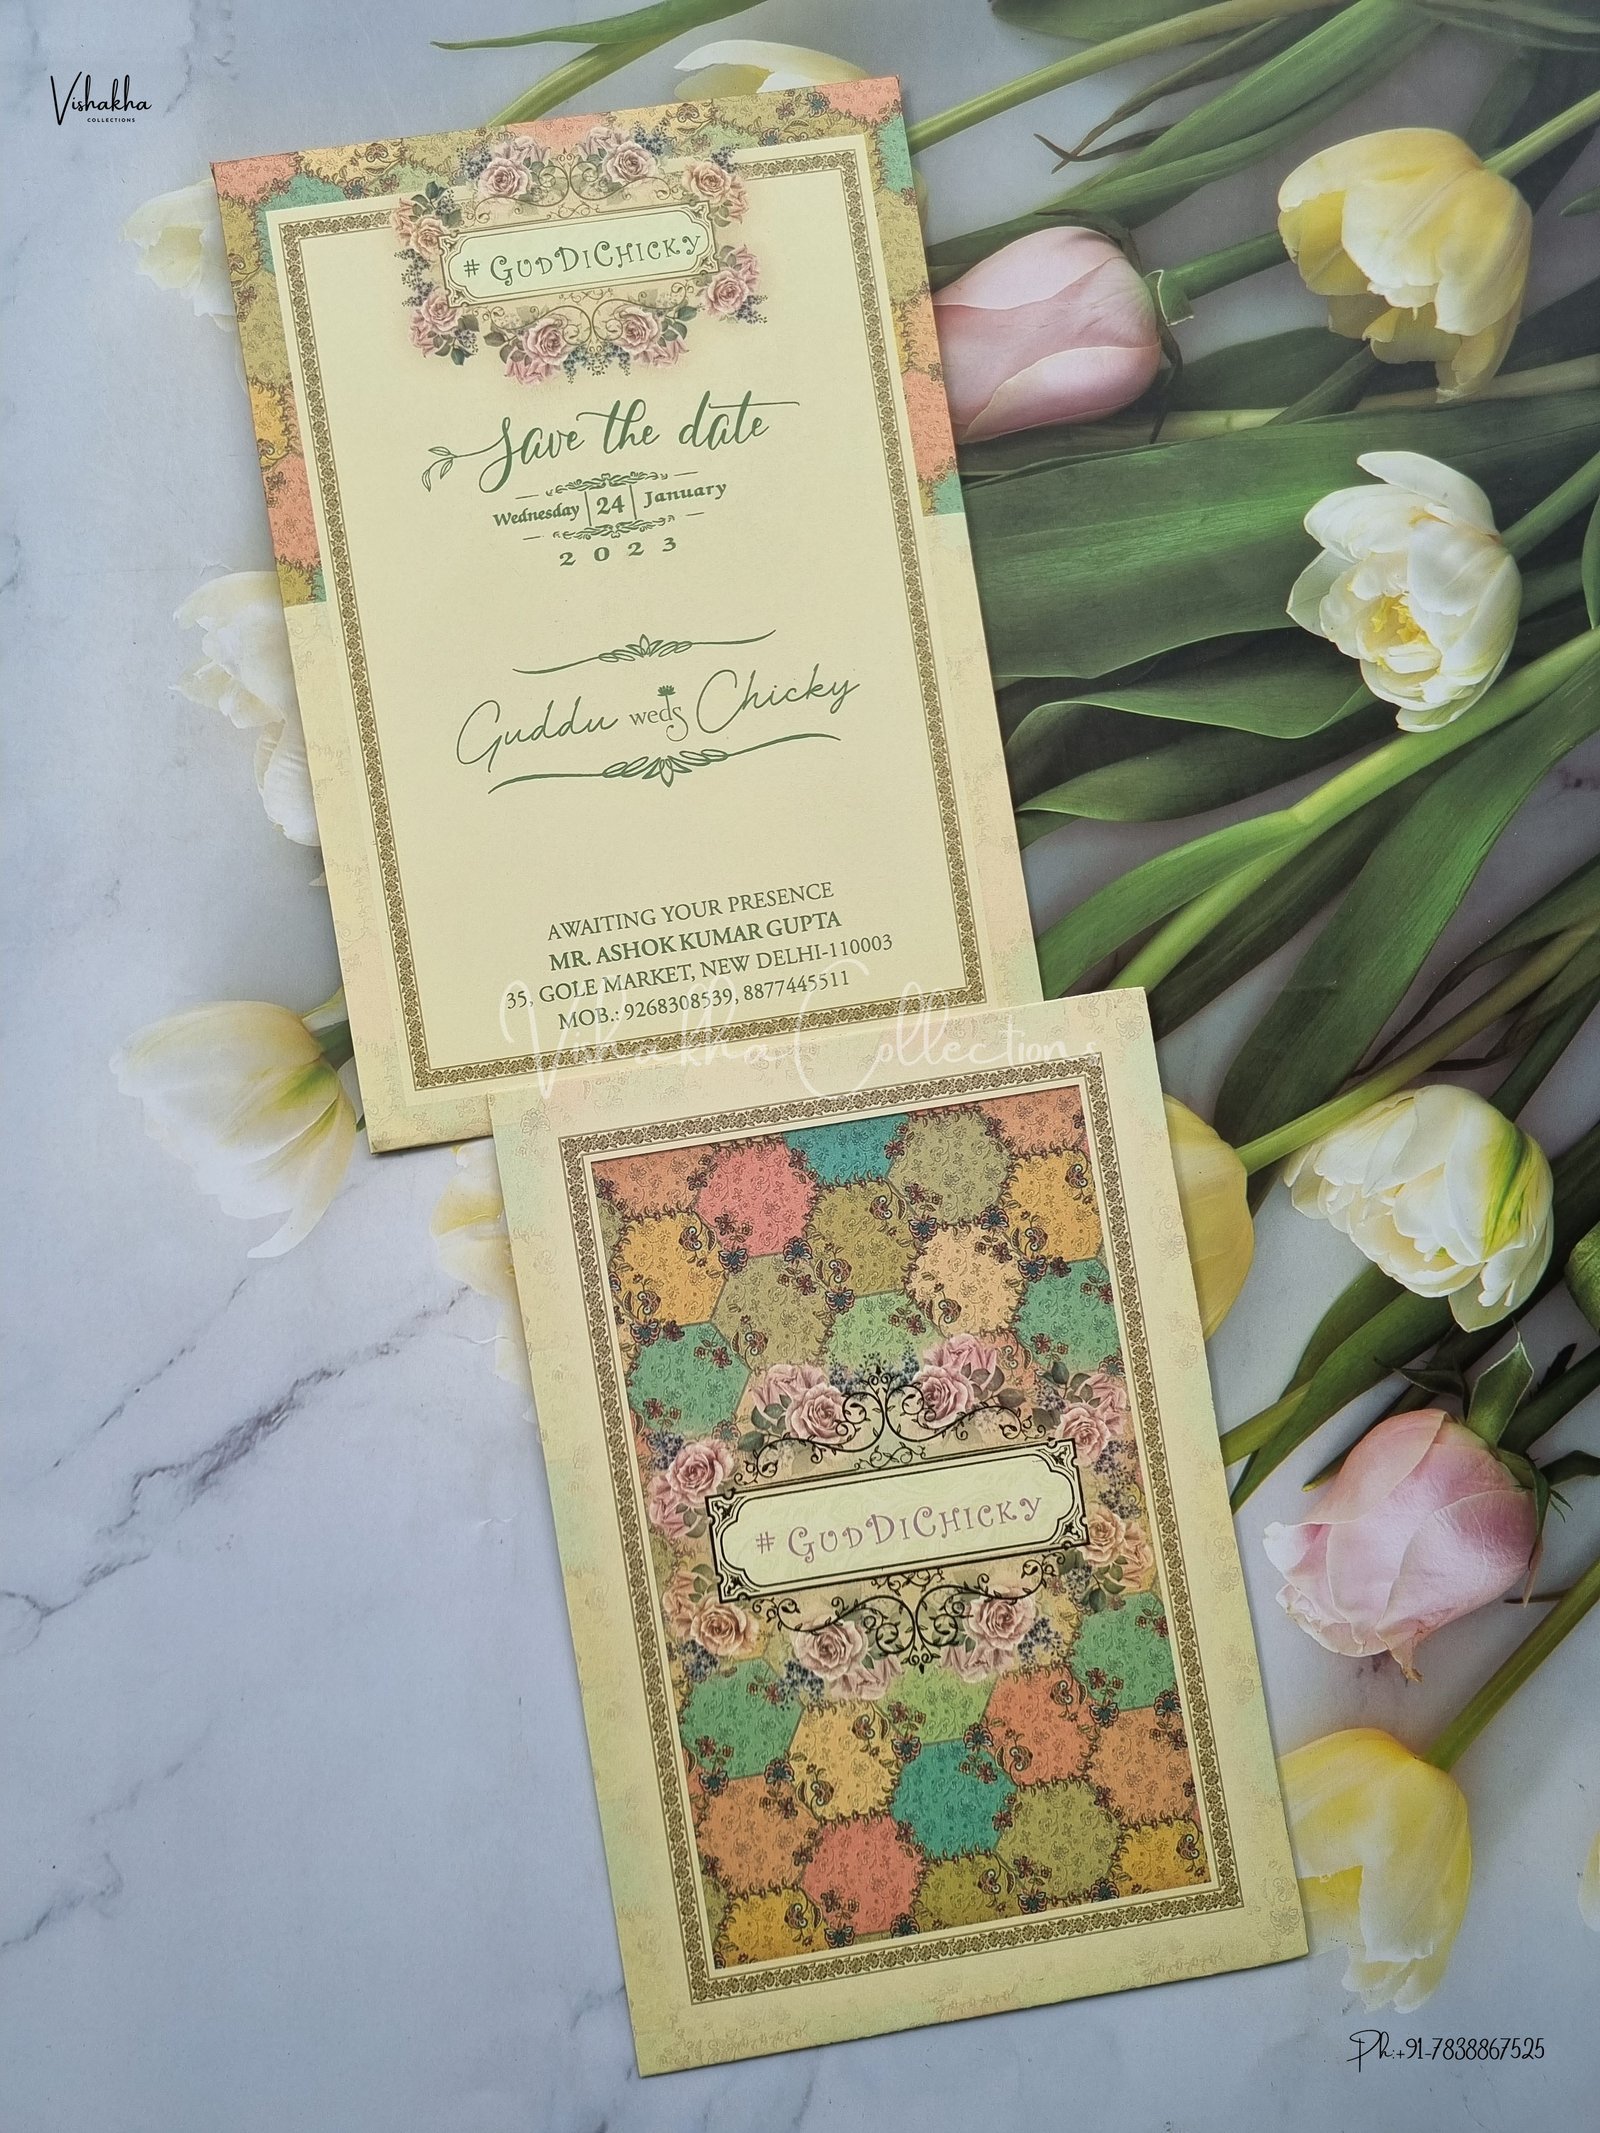 Vishakha
COLLECTIONS
# GUDDICHICKY
Save the date
Wednesday 24 January
2023
Guddu weds Chicky
AWAITING YOUR PRESENCE
MR. ASHOK KUMAR GUPTA
35, GOLE MARKET, NEW DELHI-110003
MOB.: 9268308539, 8877445511
Vishakha Collections
# GUDDICHICKY
Ph:+91-7838867525